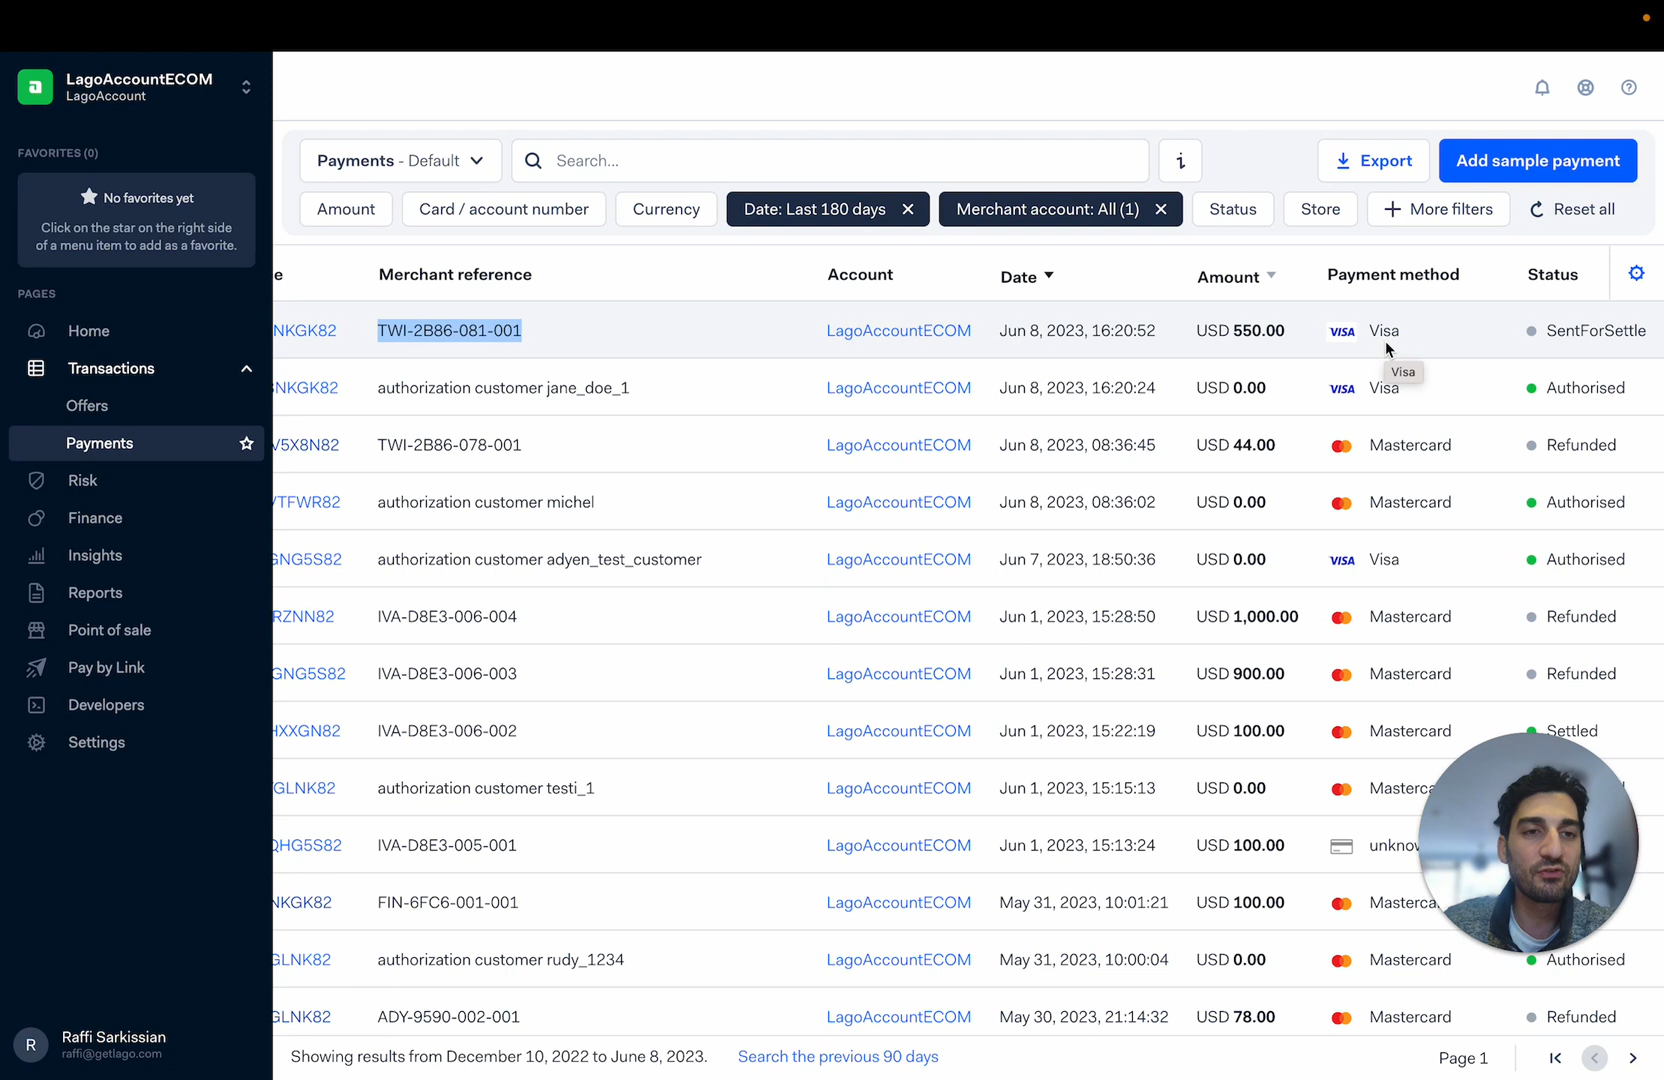 LagoAccountECOM
LagoAccount
FAVORITES (0)
No favorites yet
Click on the star on the right side
of a menu item to add as a favorite.
PAGES
Home
Transactions
Offers
Payments
Risk
Finance
Insights
Reports
Point of sale
Pay by Link
Developers
Settings
R
Raffi Sarkissian
raffi@getlago.com
Payments - Default
Search...
i
Export
Add sample payment
Amount
Card / account number
Currency
Date: Last 180 days
Merchant account: All (1)
Status
Store
More filters
Reset all
e Merchant reference Account Date Amount Payment method Status
NKGK82 TWI-2B86-081-001 LagoAccountECOM Jun 8, 2023, 16:20:52 USD 550.00 VISA Visa SentForSettle
Visa
NKGK82 authorization customer jane_doe_1 LagoAccountECOM Jun 8, 2023, 16:20:24 USD 0.00 VISA Visa Authorised
V5X8N82 TWI-2B86-078-001 LagoAccountECOM Jun 8, 2023, 08:36:45 USD 44.00 Mastercard Refunded
TFWR82 authorization customer michel LagoAccountECOM Jun 8, 2023, 08:36:02 USD 0.00 Mastercard Authorised
GNG5S82 authorization customer adyen_test_customer LagoAccountECOM Jun 7, 2023, 18:50:36 USD 0.00 VISA Visa Authorised
RZNN82 IVA-D8E3-006-004 LagoAccountECOM Jun 1, 2023, 15:28:50 USD 1,000.00 Mastercard Refunded
GNG5S82 IVA-D8E3-006-003 LagoAccountECOM Jun 1, 2023, 15:28:31 USD 900.00 Mastercard Refunded
HXXGN82 IVA-D8E3-006-002 LagoAccountECOM Jun 1, 2023, 15:22:19 USD 100.00 Mastercard Settled
GLNK82 authorization customer testi_1 LagoAccountECOM Jun 1, 2023, 15:15:13 USD 0.00 Masterc
QHG5S82 IVA-D8E3-005-001 LagoAccountECOM Jun 1, 2023, 15:13:24 USD 100.00 unknow
NKGK82 FIN-6FC6-001-001 LagoAccountECOM May 31, 2023, 10:01:21 USD 100.00 Masterca
GLNK82 authorization customer rudy_1234 LagoAccountECOM May 31, 2023, 10:00:04 USD 0.00 Mastercard Authorised
GLNK82 ADY-9590-002-001 LagoAccountECOM May 30, 2023, 21:14:32 USD 78.00 Mastercard Refunded
Showing results from December 10, 2022 to June 8, 2023. Search the previous 90 days Page 1